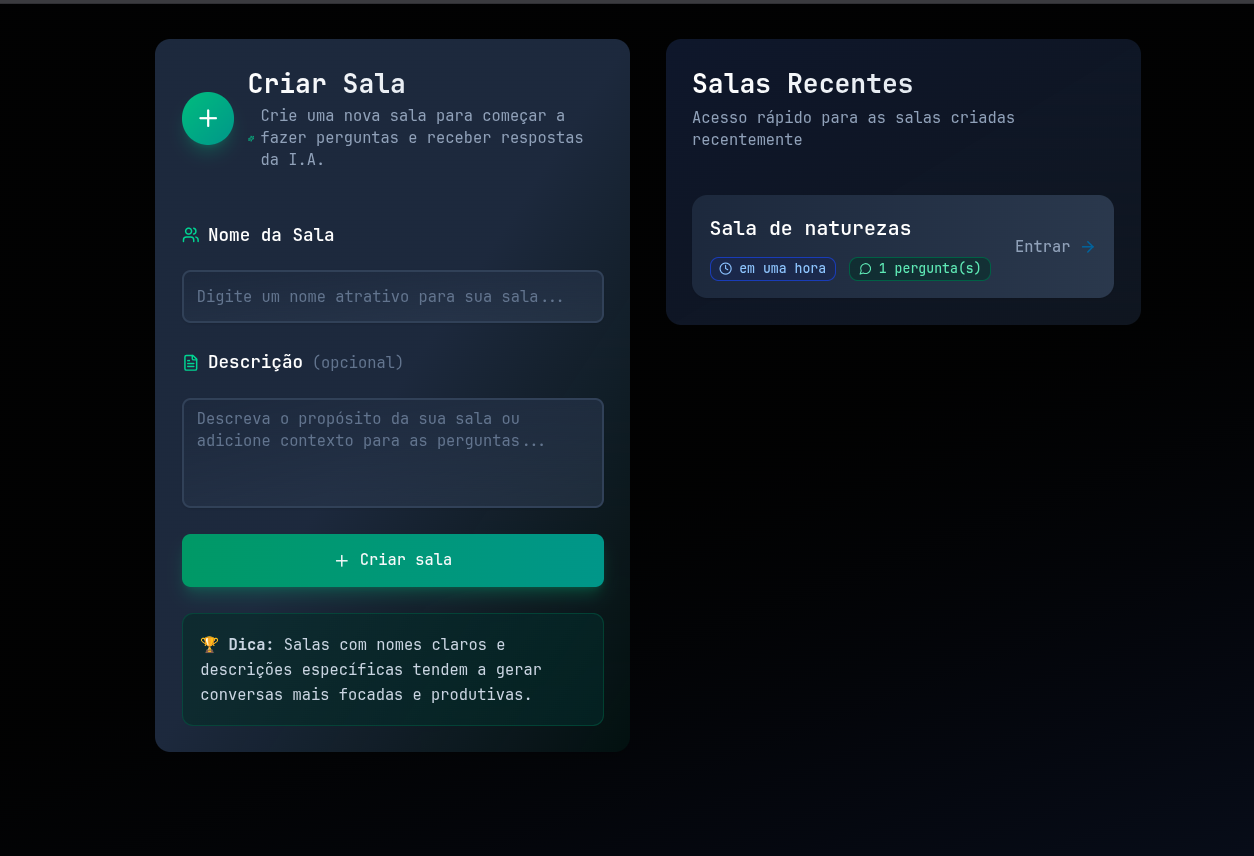 Criar Sala
Crie uma nova sala para começar a
fazer perguntas e receber respostas
da I.A.
Nome da Sala
Digite um nome atrativo para sua sala...
Descrição (opcional)
Descreva o propósito da sua sala ou
adicione contexto para as perguntas...
+ Criar sala
🏆 Dica: Salas com nomes claros e
descrições específicas tendem a gerar
conversas mais focadas e produtivas.
Salas Recentes
Acesso rápido para as salas criadas
recentemente
Sala de naturezas
em uma hora
1 pergunta(s)
Entrar →